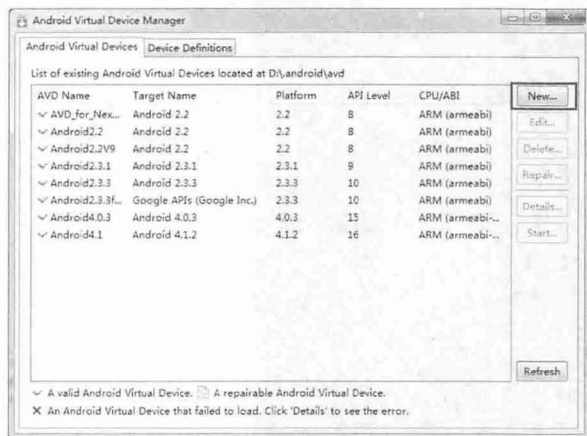 Android Virtual Device Manager
Android Virtual Devices Device Definitions
List of existing Android Virtual Devices located at D:\.android\avd
AVD Name Target Name Platform API Level CPU/ABI
AVD_for_Nex... Android 2.2 2.2 8 ARM (armeabi)
Android2.2 Android 2.2 2.2 8 ARM (armeabi)
Android2.2V9 Android 2.2 2.2 8 ARM (armeabi)
Android2.3.1 Android 2.3.1 2.3.1 9 ARM (armeabi)
Android2.3.3 Android 2.3.3 2.3.3 10 ARM (armeabi)
Android2.3.3f... Google APIs (Google Inc.) 2.3.3 10 ARM (armeabi)
Android4.0.3 Android 4.0.3 4.0.3 15 ARM (armeabi-...
Android4.1 Android 4.1.2 4.1.2 16 ARM (armeabi-...
New...
Edit...
Delete...
Repair...
Details...
Start...
Refresh
A valid Android Virtual Device. A repairable Android Virtual Device.
An Android Virtual Device that failed to load. Click 'Details' to see the error.